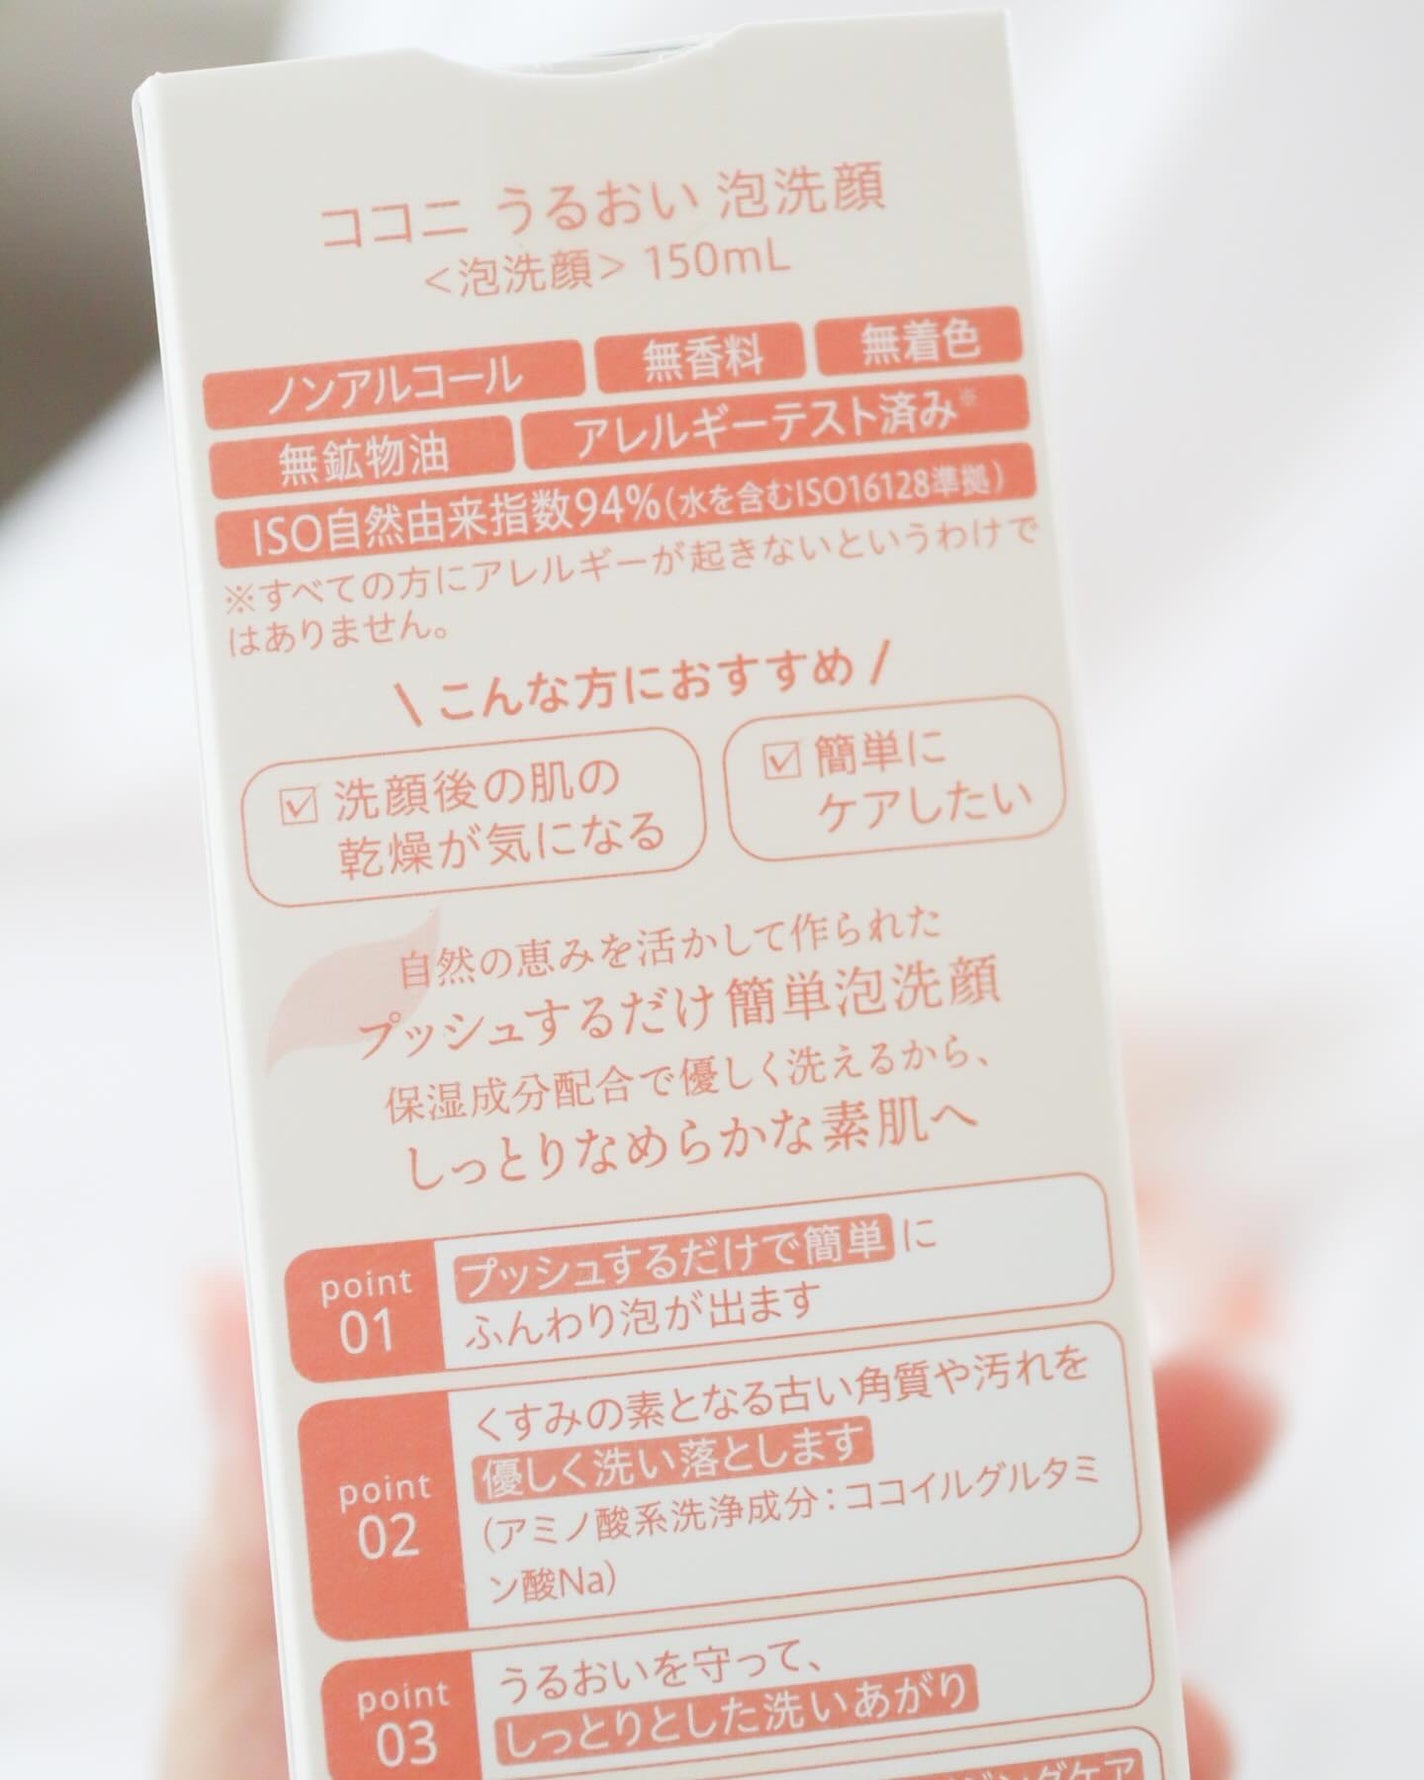 ココニ うるおい 泡洗顔
<泡洗顔> 150mL
ノンアルコール 無香料 無着色
無鉱物油 アレルギーテスト済み※
ISO自然由来指数94%(水を含むISO16128準拠)
※すべての方にアレルギーが起きないというわけで
はありません。
\こんな方におすすめ/
☑ 洗顔後の肌の
乾燥が気になる
☑ 簡単に
ケアしたい
自然の恵みを活かして作られた
プッシュするだけ簡単泡洗顔
保湿成分配合で優しく洗えるから、
しっとりなめらかな素肌へ
point
01
プッシュするだけで簡単に
ふんわり泡が出ます
point
02
くすみの素となる古い角質や汚れを
優しく洗い落とします
(アミノ酸系洗浄成分:ココイルグルタミ
ン酸Na)
point
03
うるおいを守って、
しっとりとした洗いあがり
ジングケア